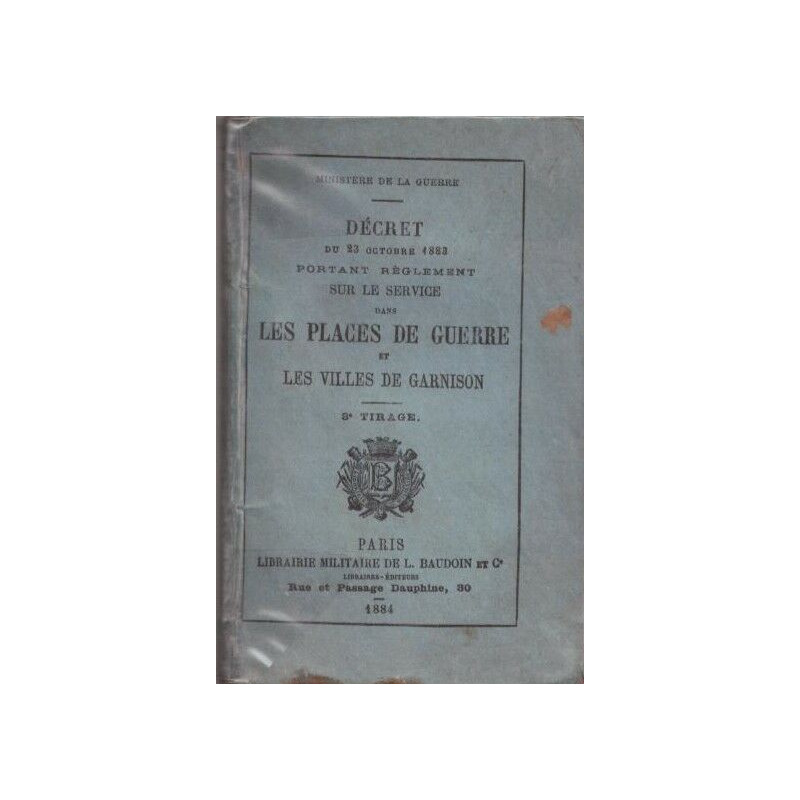 MINISTÈRE DE LA GUERRE
DÉCRET
DU 23 OCTOBRE 1883
PORTANT RÈGLEMENT
SUR LE SERVICE
DANS
LES PLACES DE GUERRE
ET
LES VILLES DE GARNISON
3e TIRAGE.
LB
PARIS
LIBRAIRIE MILITAIRE DE L. BAUDOIN ET Ce
LIBRAIRES-ÉDITEURS
Rue et Passage Dauphine, 30
1884